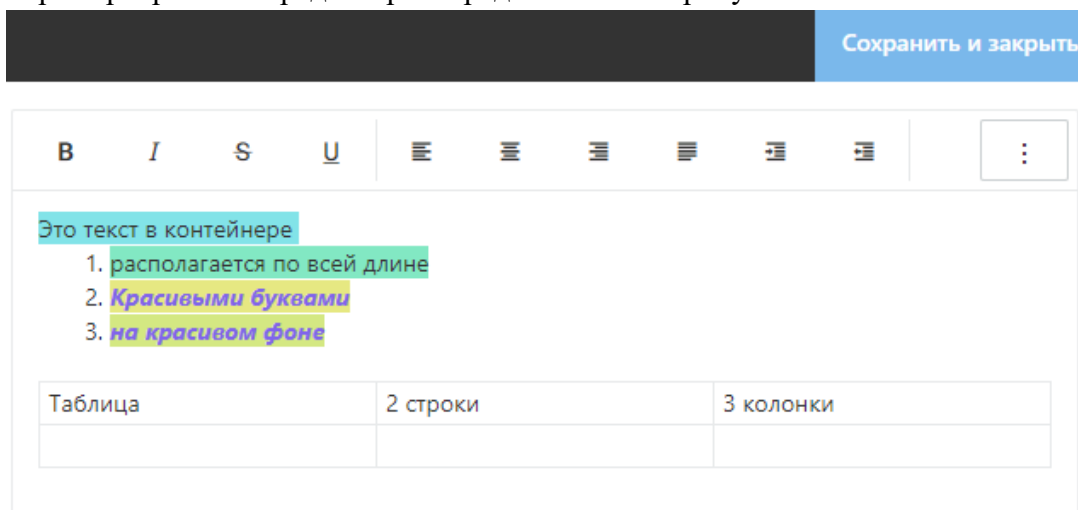 Сохранить и закрыть
B I S U
Это текст в контейнере
1. располагается по всей длине
2. Красивыми буквами
3. на красивом фоне
Таблица 2 строки 3 колонки